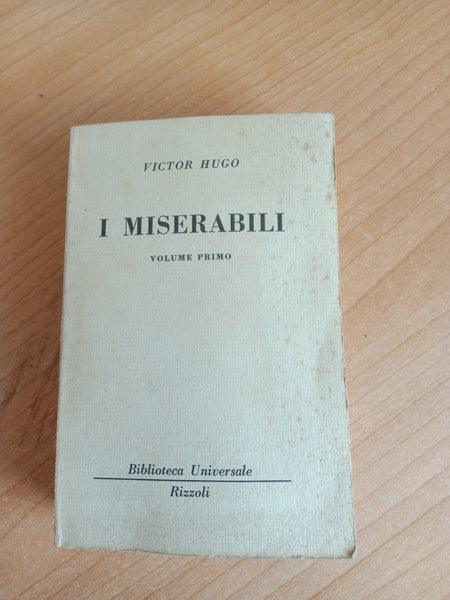 VICTOR HUGO
I MISERABILI
VOLUME PRIMO
Biblioteca Universale
Rizzoli